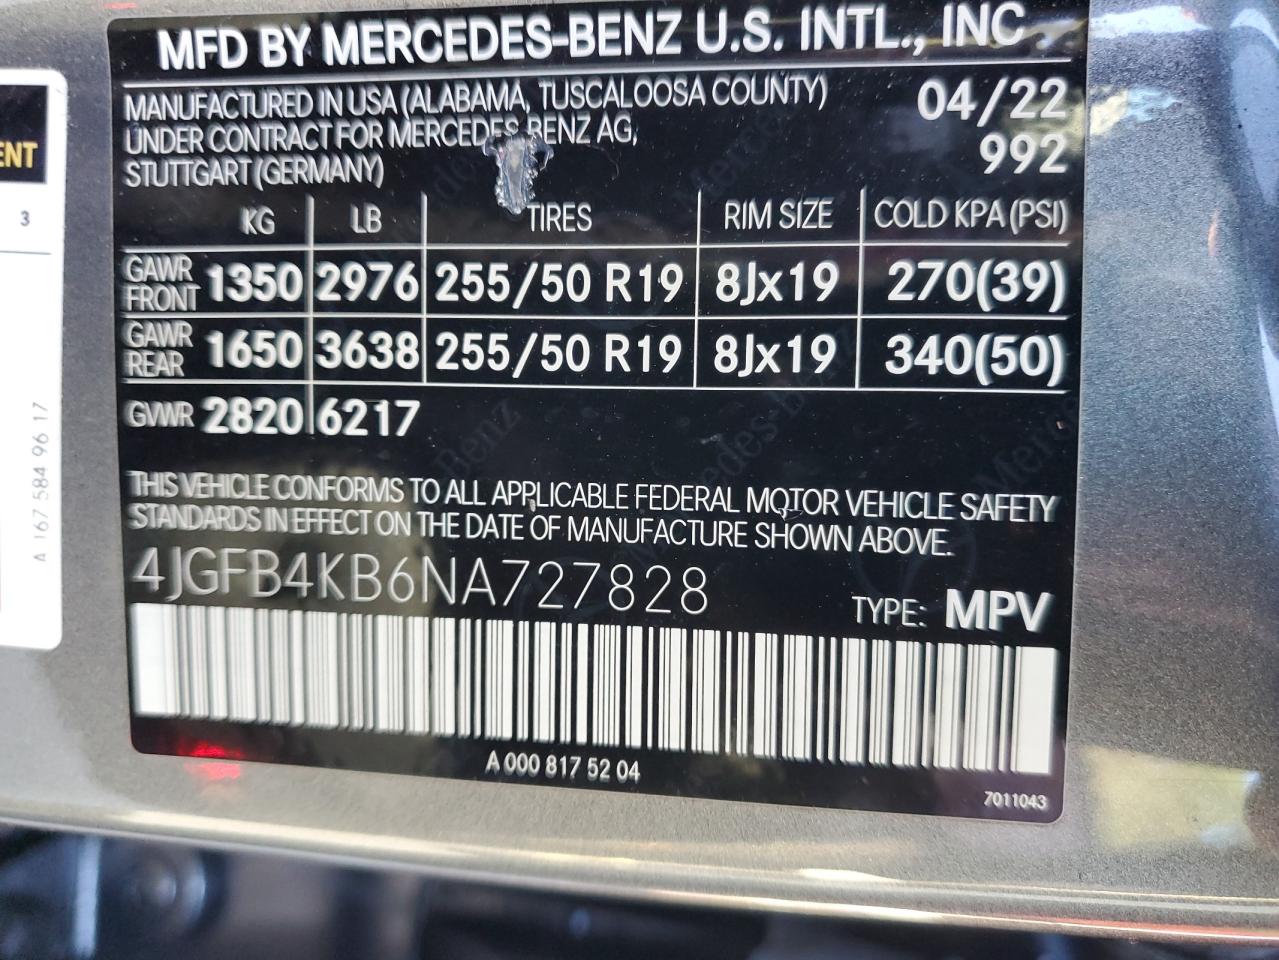 MFD BY MERCEDES-BENZ U.S. INTL., INC
MANUFACTURED IN USA (ALABAMA, TUSCALOOSA COUNTY) 04/22
UNDER CONTRACT FOR MERCEDES BENZ AG, 992
STUTTGART (GERMANY)
KG LB TIRES RIM SIZE COLD KPA (PSI)
GAWR FRONT 1350 2976 255/50 R19 8Jx19 270(39)
GAWR REAR 1650 3638 255/50 R19 8Jx19 340(50)
GVWR 2820 6217
THIS VEHICLE CONFORMS TO ALL APPLICABLE FEDERAL MOTOR VEHICLE SAFETY
STANDARDS IN EFFECT ON THE DATE OF MANUFACTURE SHOWN ABOVE.
4JGFB4KB6NA727828
TYPE: MPV
A 000 817 52 04
7011043
ENT
3
A 167 584 96 17